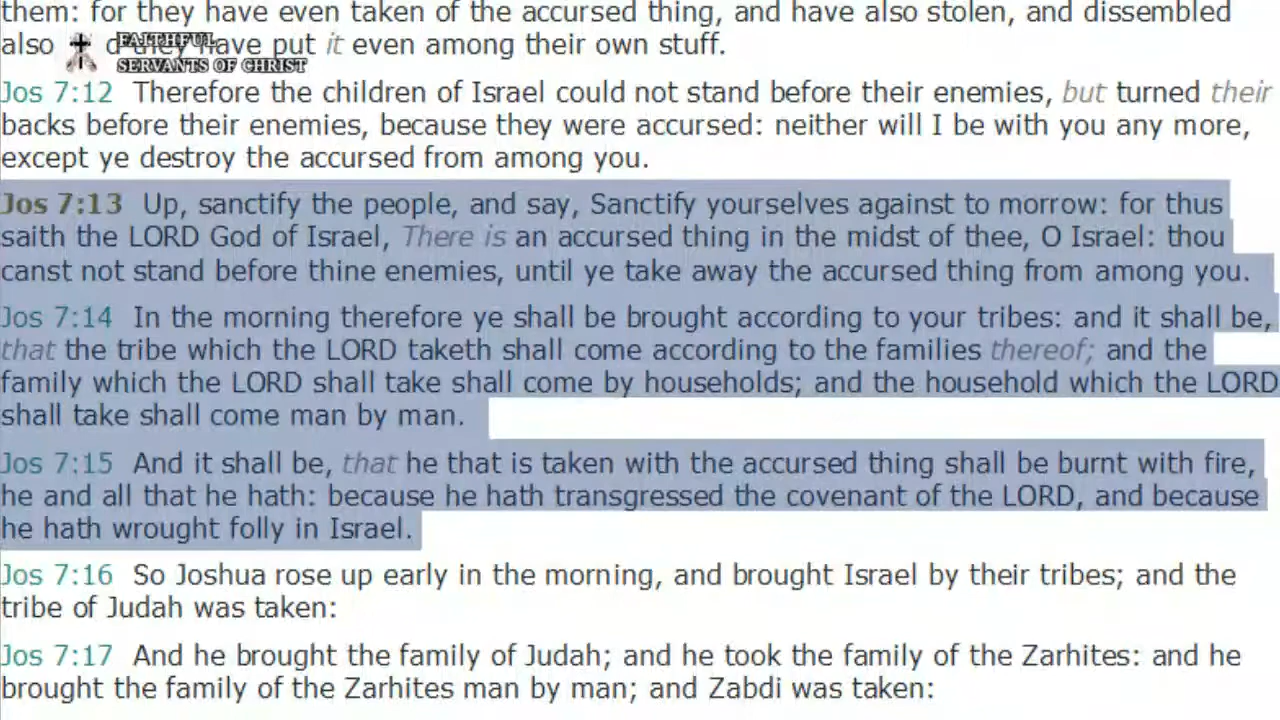 them: for they have even taken of the accursed thing, and have also stolen, and dissembled
also they have put it even among their own stuff.
FAITHFUL
SERVANTS OF CHRIST
Jos 7:12 Therefore the children of Israel could not stand before their enemies, but turned their
backs before their enemies, because they were accursed: neither will I be with you any more,
except ye destroy the accursed from among you.
Jos 7:13 Up, sanctify the people, and say, Sanctify yourselves against to morrow: for thus
saith the LORD God of Israel, There is an accursed thing in the midst of thee, O Israel: thou
canst not stand before thine enemies, until ye take away the accursed thing from among you.
Jos 7:14 In the morning therefore ye shall be brought according to your tribes: and it shall be,
that the tribe which the LORD taketh shall come according to the families thereof; and the
family which the LORD shall take shall come by households; and the household which the LORD
shall take shall come man by man.
Jos 7:15 And it shall be, that he that is taken with the accursed thing shall be burnt with fire,
he and all that he hath: because he hath transgressed the covenant of the LORD, and because
he hath wrought folly in Israel.
Jos 7:16 So Joshua rose up early in the morning, and brought Israel by their tribes; and the
tribe of Judah was taken:
Jos 7:17 And he brought the family of Judah; and he took the family of the Zarhites: and he
brought the family of the Zarhites man by man; and Zabdi was taken: